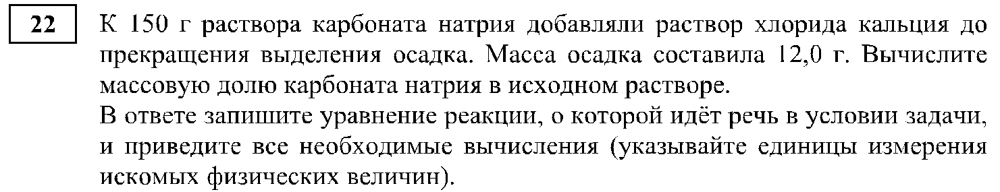 22 К 150 г раствора карбоната натрия добавляли раствор хлорида кальция до
прекращения выделения осадка. Масса осадка составила 12,0 г. Вычислите
массовую долю карбоната натрия в исходном растворе.
В ответе запишите уравнение реакции, о которой идёт речь в условии задачи,
и приведите все необходимые вычисления (указывайте единицы измерения
искомых физических величин).